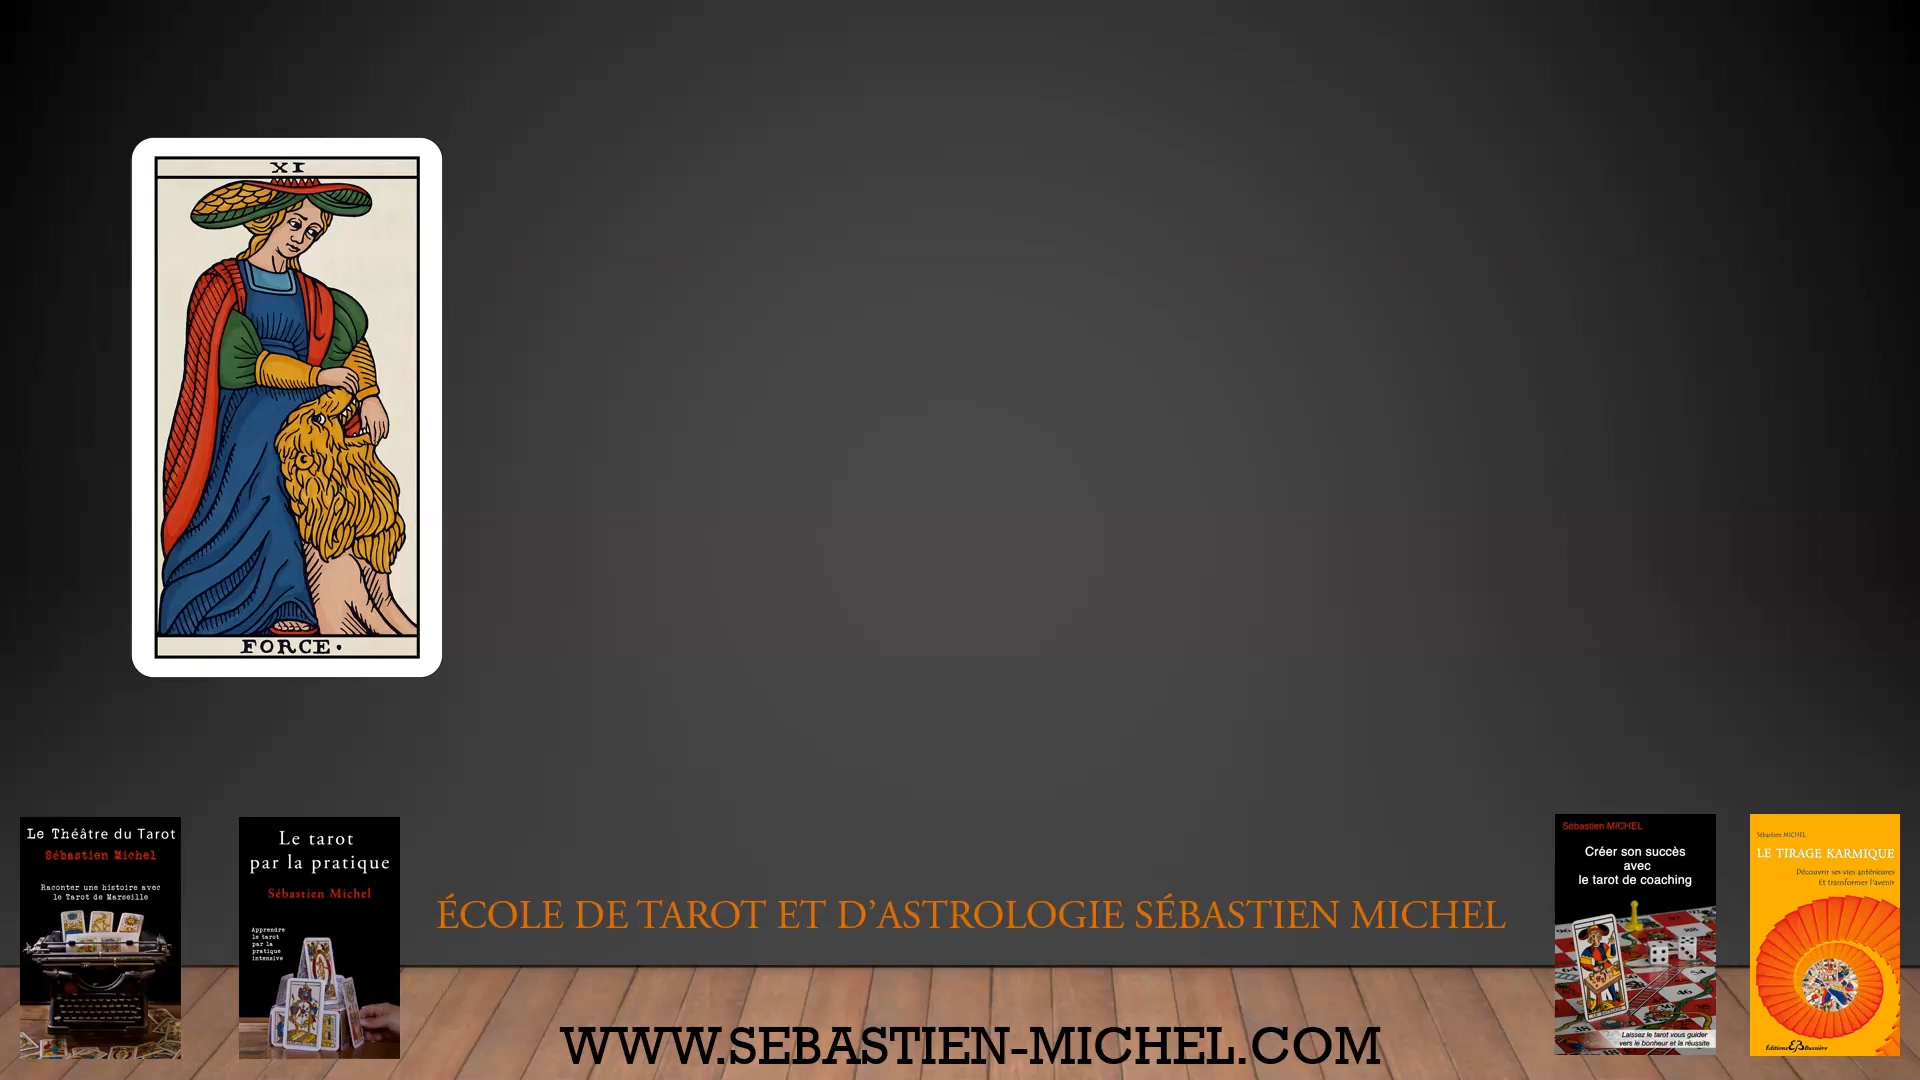 XI
FORCE.
Le Théâtre du Tarot
Sébastien Michel
Raconter une histoire avec
le Tarot de Marseille
Le tarot
par la pratique
Sébastien Michel
Apprendre
le tarot
par la
pratique
intensive
ÉCOLE DE TAROT ET D’ASTROLOGIE SÉBASTIEN MICHEL
WWW.SEBASTIEN-MICHEL.COM
Sébastien MICHEL
Créer son succès
avec
le tarot de coaching
Laissez le tarot vous guider
vers le bonheur et la réussite
Sébastien MICHEL
LE TIRAGE KARMIQUE
Découvrir ses vies antérieures
Et transformer l'avenir
Éditions Bussière